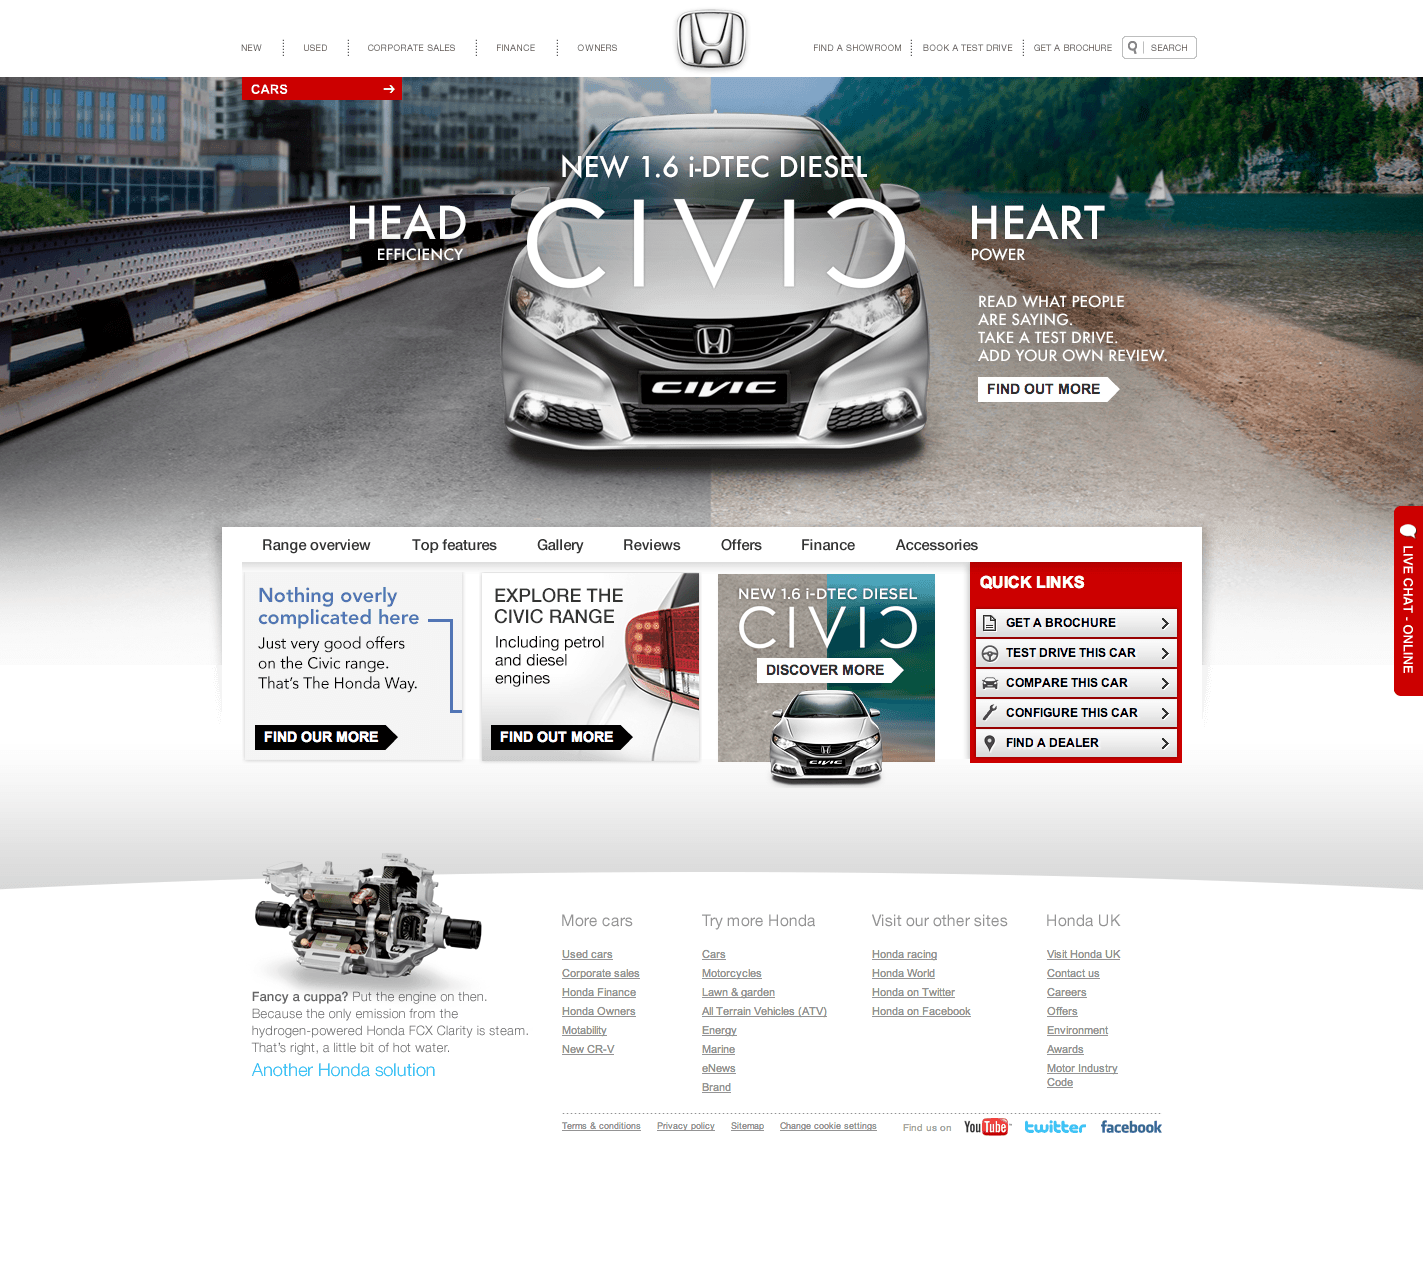 NEW
USED
CORPORATE SALES
FINANCE
OWNERS
FIND A SHOWROOM
BOOK A TEST DRIVE
GET A BROCHURE
SEARCH
CARS
NEW 1.6 i-DTEC DIESEL
CIVIC
HEAD
EFFICIENCY
HEART
POWER
READ WHAT PEOPLE
ARE SAYING.
TAKE A TEST DRIVE.
ADD YOUR OWN REVIEW.
FIND OUT MORE
CIVIC
LIVE CHAT - ONLINE
Range overview
Top features
Gallery
Reviews
Offers
Finance
Accessories
Nothing overly
complicated here
Just very good offers
on the Civic range.
That's The Honda Way.
FIND OUR MORE
EXPLORE THE
CIVIC RANGE
Including petrol
and diesel
engines
FIND OUT MORE
NEW 1.6 i-DTEC DIESEL
CIVIC
DISCOVER MORE
CIVIC
QUICK LINKS
GET A BROCHURE
TEST DRIVE THIS CAR
COMPARE THIS CAR
CONFIGURE THIS CAR
FIND A DEALER
Fancy a cuppa? Put the engine on then.
Because the only emission from the
hydrogen-powered Honda FCX Clarity is steam.
That's right, a little bit of hot water.
Another Honda solution
More cars
Used cars
Corporate sales
Honda Finance
Honda Owners
Motability
New CR-V
Try more Honda
Cars
Motorcycles
Lawn & garden
All Terrain Vehicles (ATV)
Energy
Marine
eNews
Brand
Visit our other sites
Honda racing
Honda World
Honda on Twitter
Honda on Facebook
Honda UK
Visit Honda UK
Contact us
Careers
Offers
Environment
Awards
Motor Industry
Code
Terms & conditions
Privacy policy
Sitemap
Change cookie settings
Find us on
YouTube
twitter
facebook